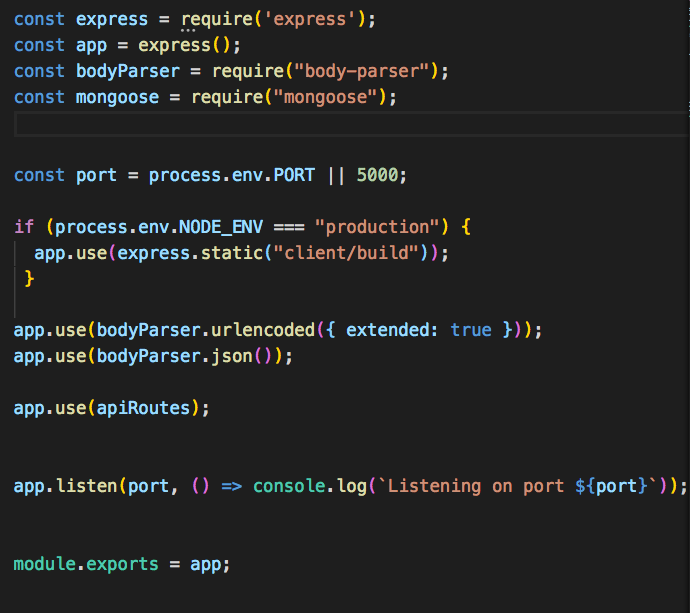 const express = require('express');
const app = express();
const bodyParser = require("body-parser");
const mongoose = require("mongoose");
const port = process.env.PORT || 5000;
if (process.env.NODE_ENV === "production") {
app.use(express.static("client/build"));
}
app.use(bodyParser.urlencoded({ extended: true }));
app.use(bodyParser.json());
app.use(apiRoutes);
app.listen(port, () => console.log(`Listening on port ${port}`));
module.exports = app;